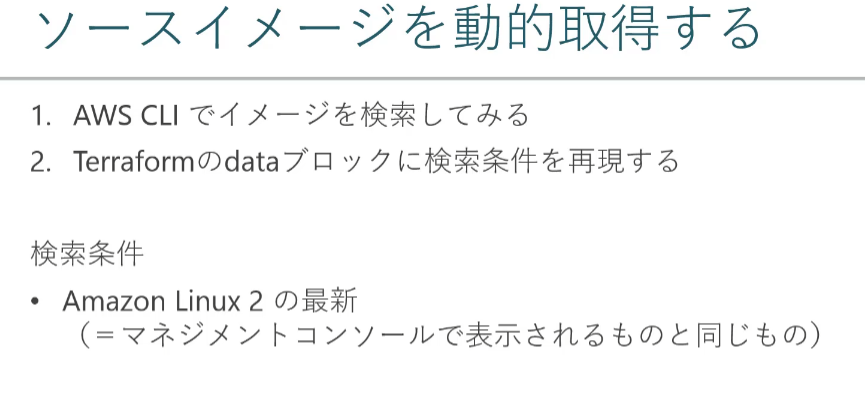 ソースイメージを動的取得する
1. AWS CLI でイメージを検索してみる
2. Terraformのdataブロックに検索条件を再現する
検索条件
• Amazon Linux 2 の最新
（＝マネジメントコンソールで表示されるものと同じもの）